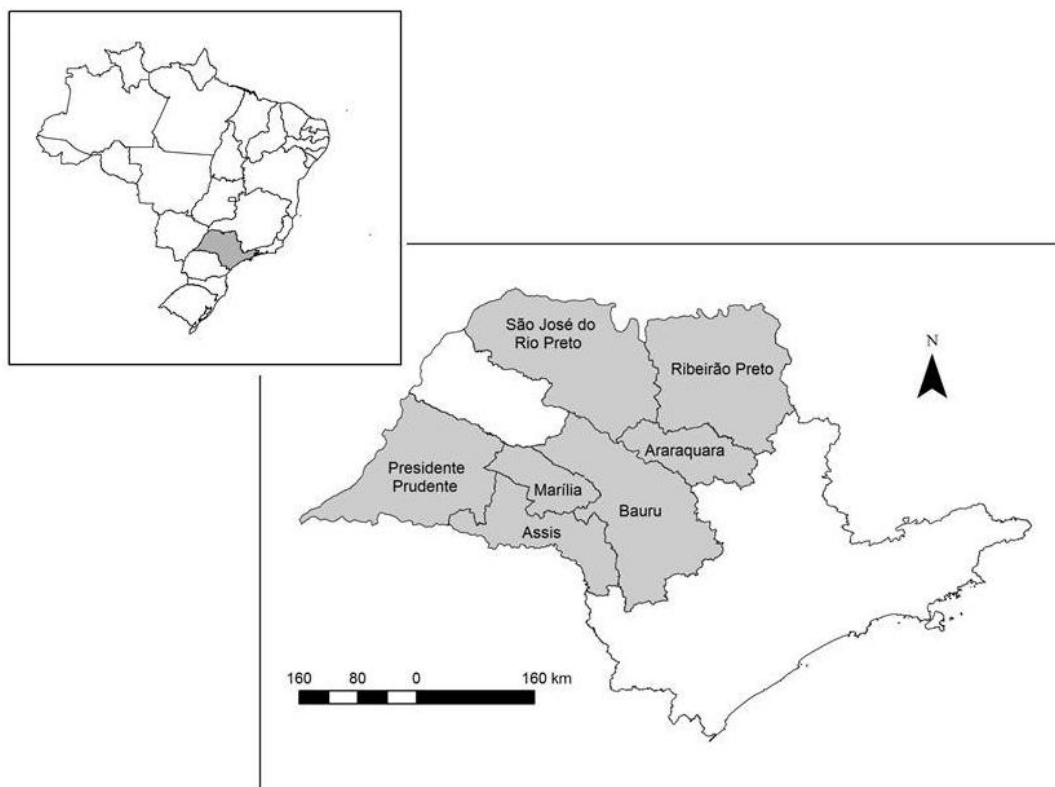 São José do
Rio Preto
Ribeirão Preto
N
Araraquara
Presidente
Prudente
Marília
Bauru
Assis
160 80 0 160 km